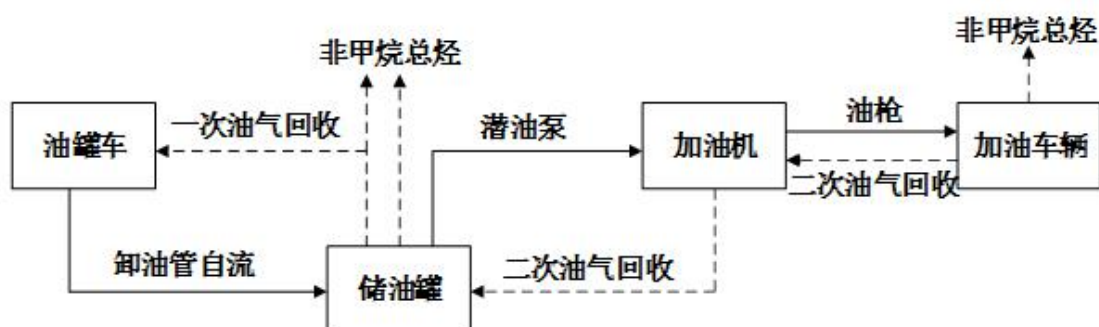 非甲烷总烃
非甲烷总烃
油罐车
一次油气回收
潜油泵
加油机
油枪
加油车辆
二次油气回收
卸油管自流
储油罐
二次油气回收